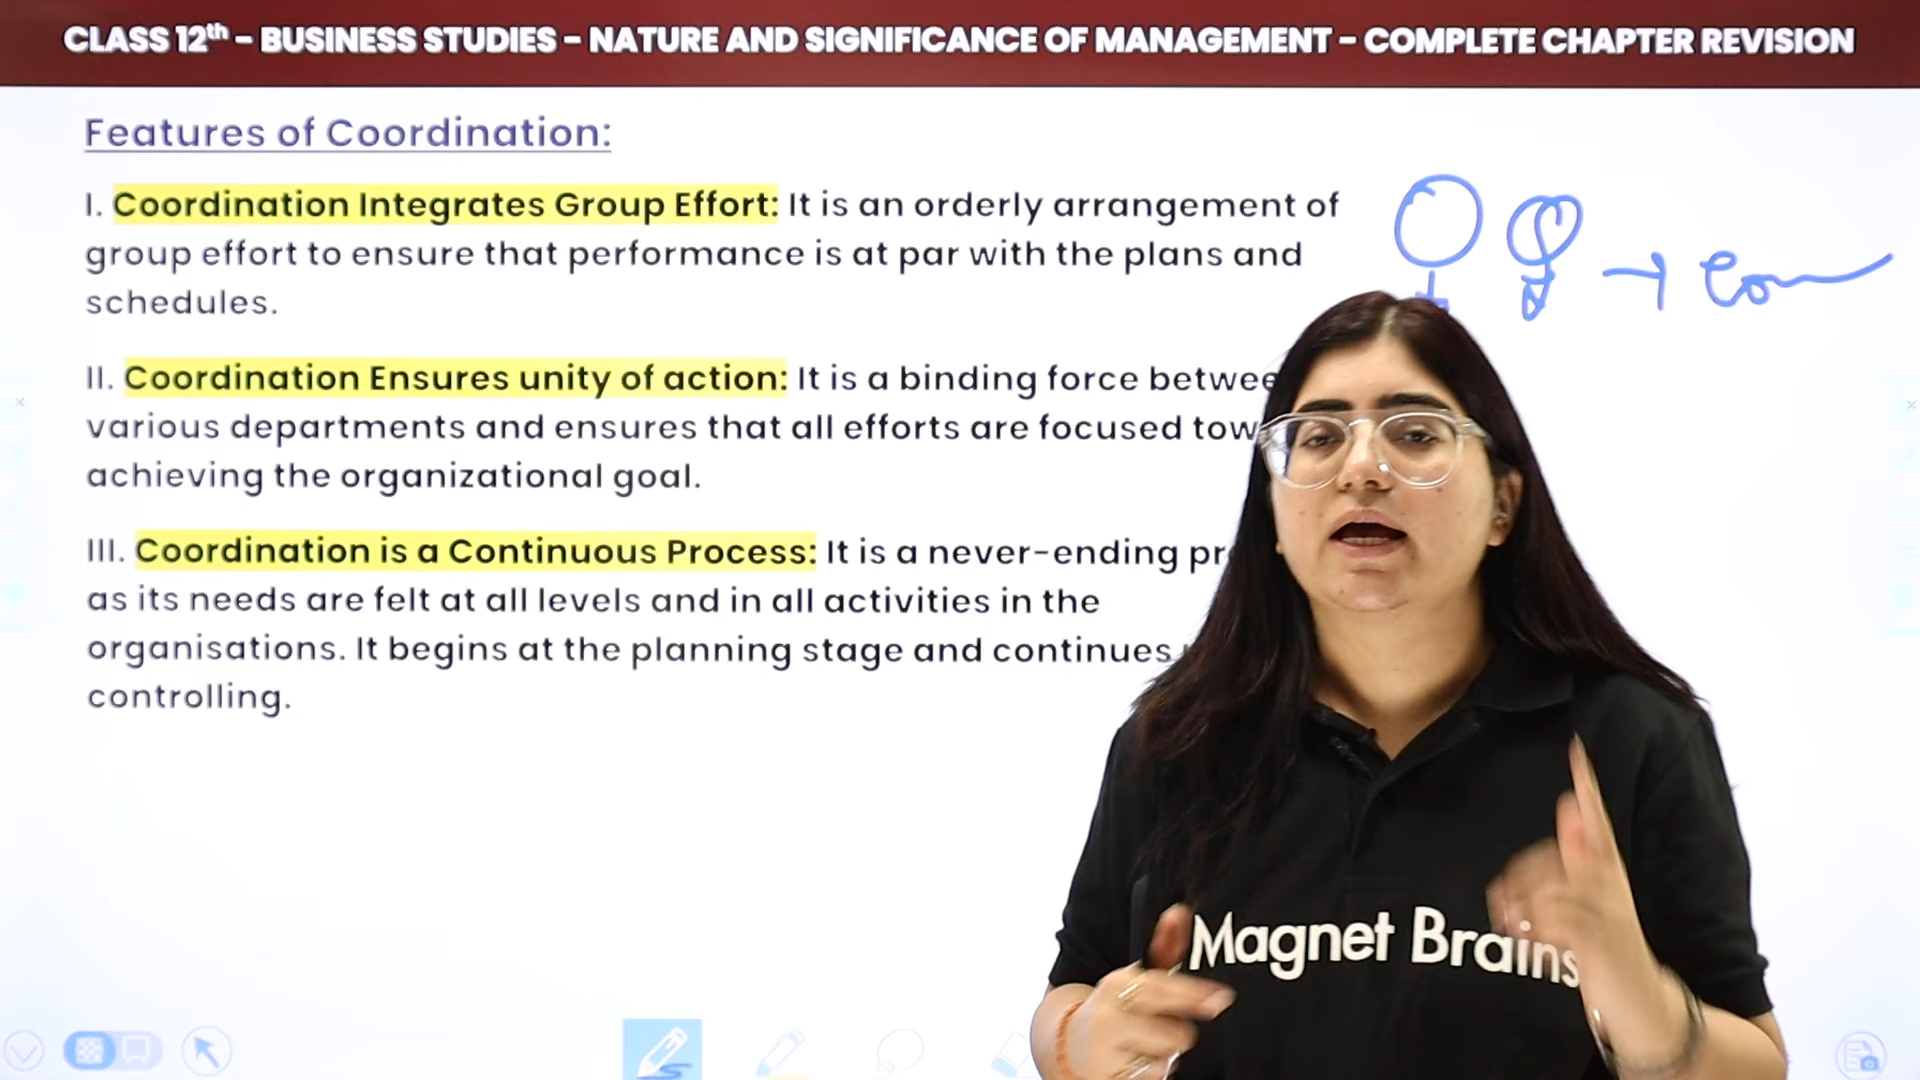 CLASS 12th – BUSINESS STUDIES – NATURE AND SIGNIFICANCE OF MANAGEMENT – COMPLETE CHAPTER REVISION
Features of Coordination:
I. Coordination Integrates Group Effort: It is an orderly arrangement of
group effort to ensure that performance is at par with the plans and
schedules.
II. Coordination Ensures unity of action: It is a binding force
various departments and ensures that all efforts are focused
achieving the organizational goal.
III. Coordination is a Continuous Process: It is a never-ending
as its needs are felt at all levels and in all activities in the
organisations. It begins at the planning stage and continues
controlling.
Magnet Brains